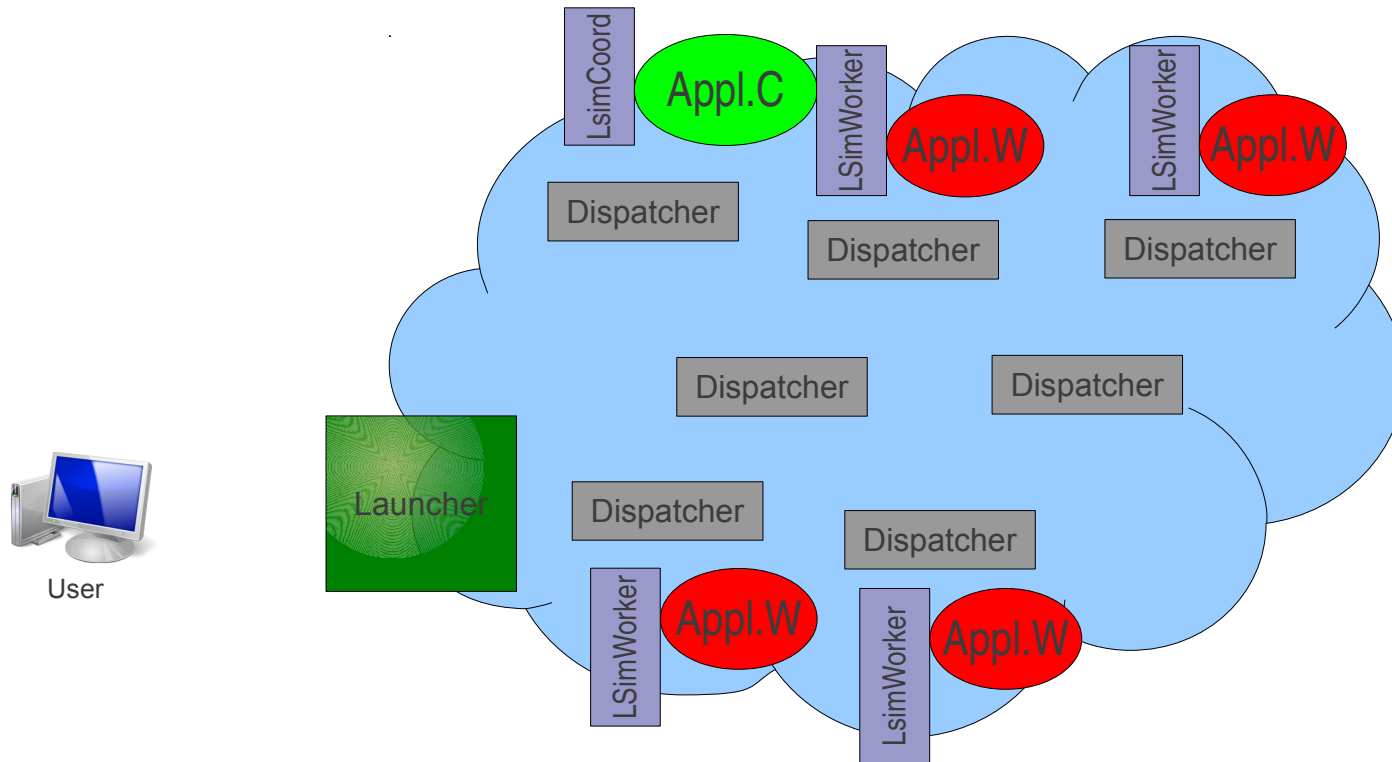 LsimCoord
Appl.C
LSimWorker
Appl.W
LSimWorker
Appl.W
Dispatcher
Dispatcher
Dispatcher
Dispatcher
Dispatcher
Launcher
User
Dispatcher
Dispatcher
LSimWorker
Appl.W
LsimWorker
Appl.W